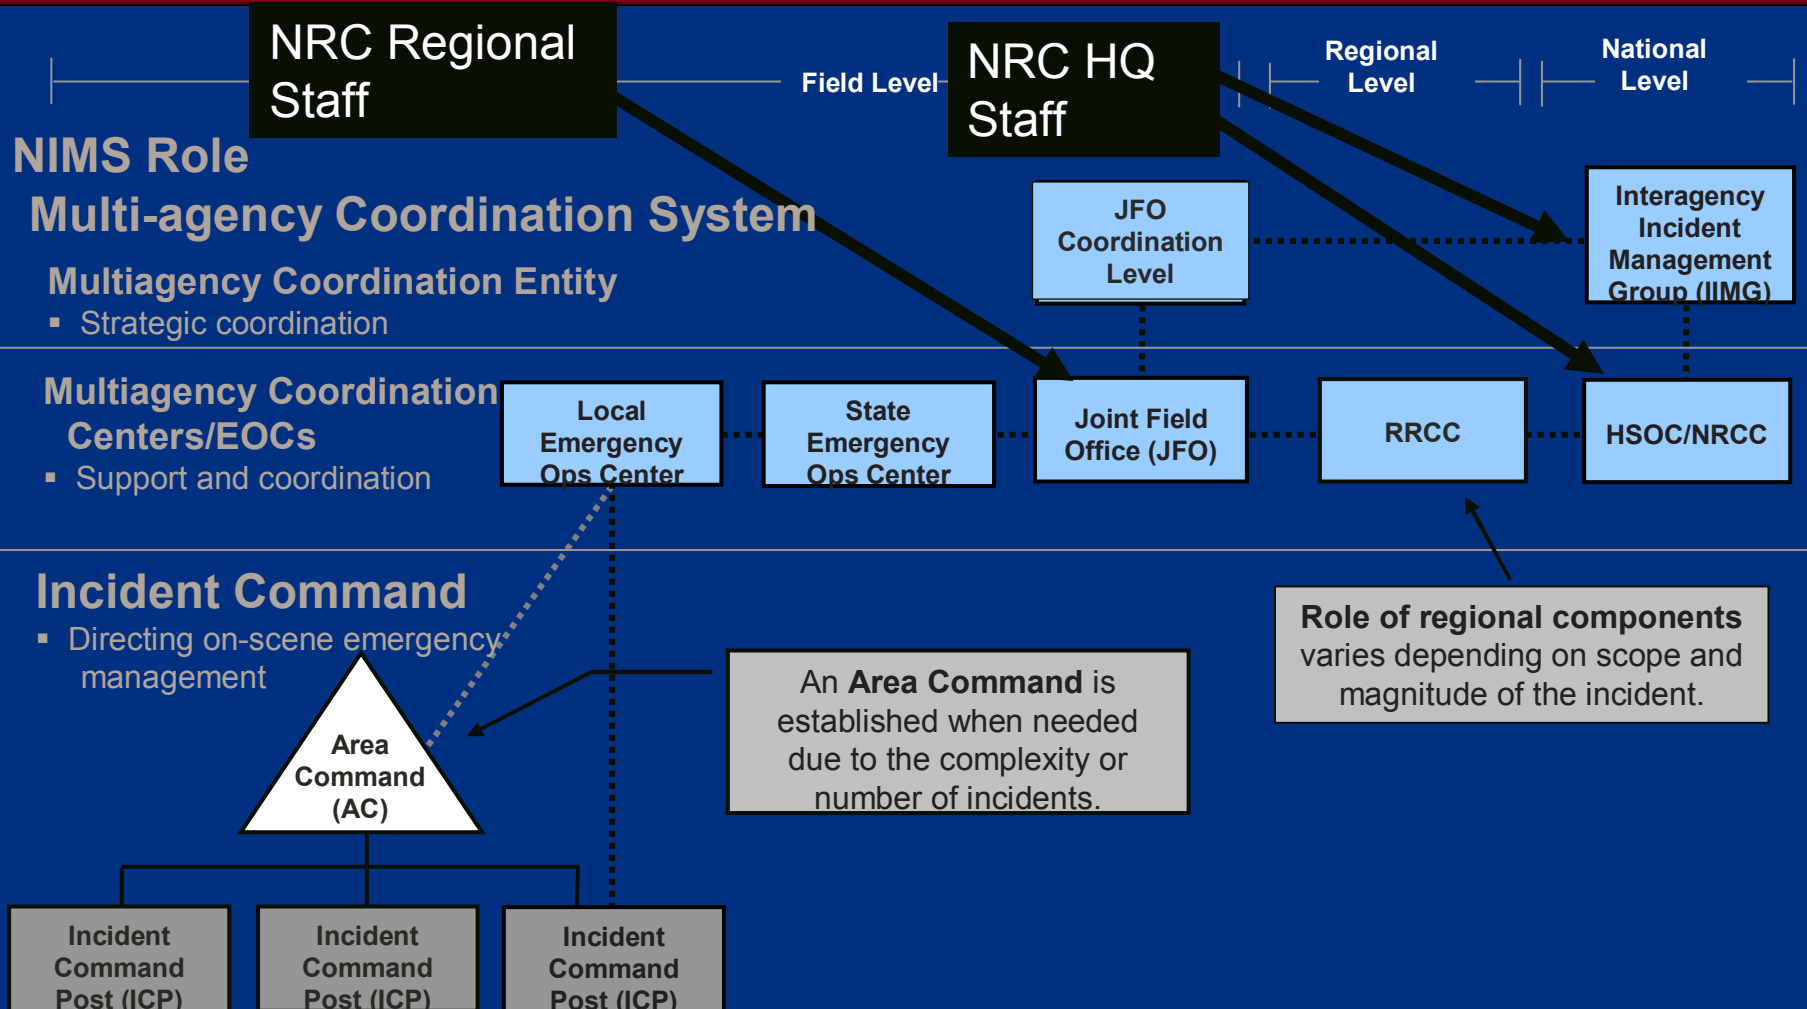 NRC Regional
Staff
Field Level
NRC HQ
Staff
Regional
Level
National
Level
NIMS Role
Multi-agency Coordination System
Multiagency Coordination Entity
▪ Strategic coordination
JFO
Coordination
Level
Interagency
Incident
Management
Group (IIMG)
Multiagency Coordination
Centers/EOCs
▪ Support and coordination
Local
Emergency
Ops Center
State
Emergency
Ops Center
Joint Field
Office (JFO)
RRCC
HSOC/NRCC
Incident Command
▪ Directing on-scene emergency
management
Area
Command
(AC)
An Area Command is
established when needed
due to the complexity or
number of incidents.
Role of regional components
varies depending on scope and
magnitude of the incident.
Incident
Command
Post (ICP)
Incident
Command
Post (ICP)
Incident
Command
Post (ICP)